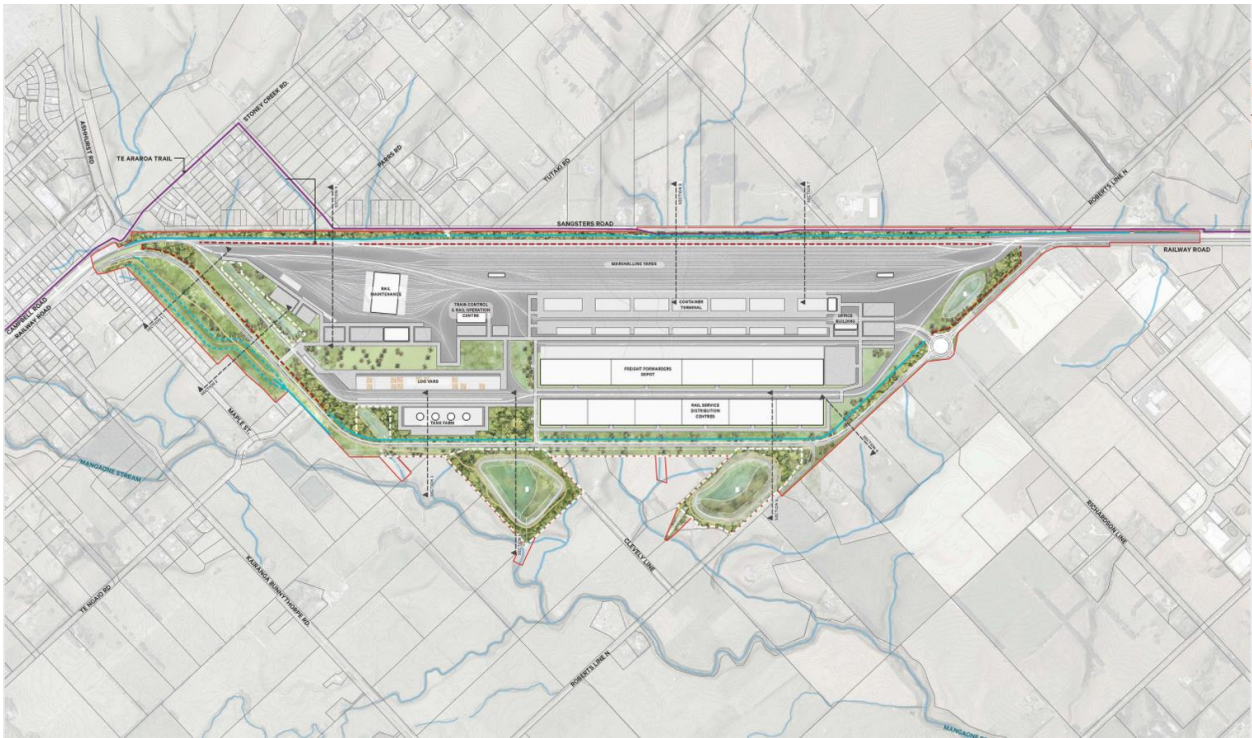 STONEY CREEK RD.
ASHHURST RD
TE ARAROA TRAIL
PARRS RD
TUTAKI RD
ROBERTS LINE N
SANGSTERS ROAD
RAILWAY ROAD
CAMPBELL ROAD
RAILWAY ROAD
MARSHALLING YARDS
RAIL
MAINTENANCE
TRAIN CONTROL
& RAIL OPERATION
CENTRE
CONTAINER
TERMINAL
OFFICE
BUILDING
FREIGHT FORWARDERS
DEPOT
LOG YARD
RAIL SERVICE
DISTRIBUTION
CENTRES
TANK FARM
MAPLE ST.
MANGAONE STREAM
KAIRANGA BUNNYTHORPE RD.
TE NGAIO RD
CLEVELY LINE
RICHARDSON LINE
ROBERTS LINE N